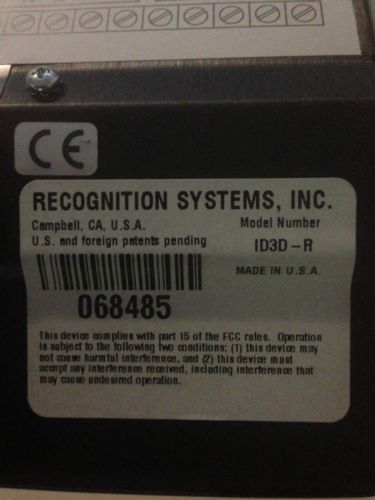 CE
RECOGNITION SYSTEMS, INC.
Campbell, CA, U.S.A. Model Number
U.S. and foreign patents pending ID3D-R
MADE IN U.S.A.
068485
This device complies with part 15 of the FCC rules. Operation
is subject to the following two conditions: (1) this device may
not cause harmful interference, and (2) this device must
accept any interference received, including interference that
may cause undesired operation.